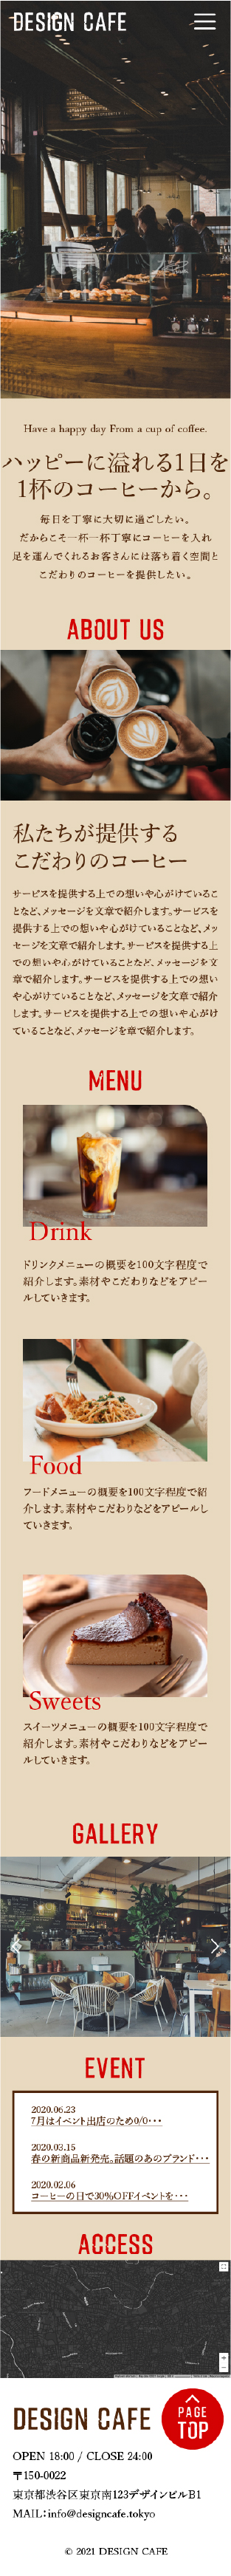 DESIGN CAFE
Have a happy day From a cup of coffee.
ハッピーに溢れる1日を
1杯のコーヒーから。
毎日を丁寧に大切に過ごしたい。
だからこそ一杯一杯丁寧にコーヒーを入れ
足を運んでくれるお客さんには落ち着く空間と
こだわりのコーヒーを提供したい。
ABOUT US
私たちが提供する
こだわりのコーヒー
サービスを提供する上での想いや心がけているこ
となど、メッセージを文章で紹介します。サービスを
提供する上での想いや心がけていることなど、メッ
セージを文章で紹介します。サービスを提供する上
での想いや心がけていることなど、メッセージを文
章で紹介します。サービスを提供する上での想い
や心がけていることなど、メッセージを文章で紹介
します。サービスを提供する上での想いや心がけ
ていることなど、メッセージを章で紹介します。
MENU
Drink
ドリンクメニューの概要を100文字程度で
紹介します。素材やこだわりなどをアピー
ルしていきます。
Food
フードメニューの概要を100文字程度で紹
介します。素材やこだわりなどをアピールし
ていきます。
Sweets
スイーツメニューの概要を100文字程度で
紹介します。素材やこだわりなどをアピー
ルしていきます。
GALLERY
EVENT
2020.06.23
7月はイベント出店のため0/0・・・
2020.03.15
春の新商品新発売。話題のあのブランド・・・
2020.02.06
コーヒーの日で30%OFFイベントを・・・
ACCESS
PAGE
TOP
DESIGN CAFE
OPEN 18:00 / CLOSE 24:00
〒150-0022
東京都渋谷区東京南123デザインビルB1
MAIL:info@designcafe.tokyo
© 2021 DESIGN CAFE